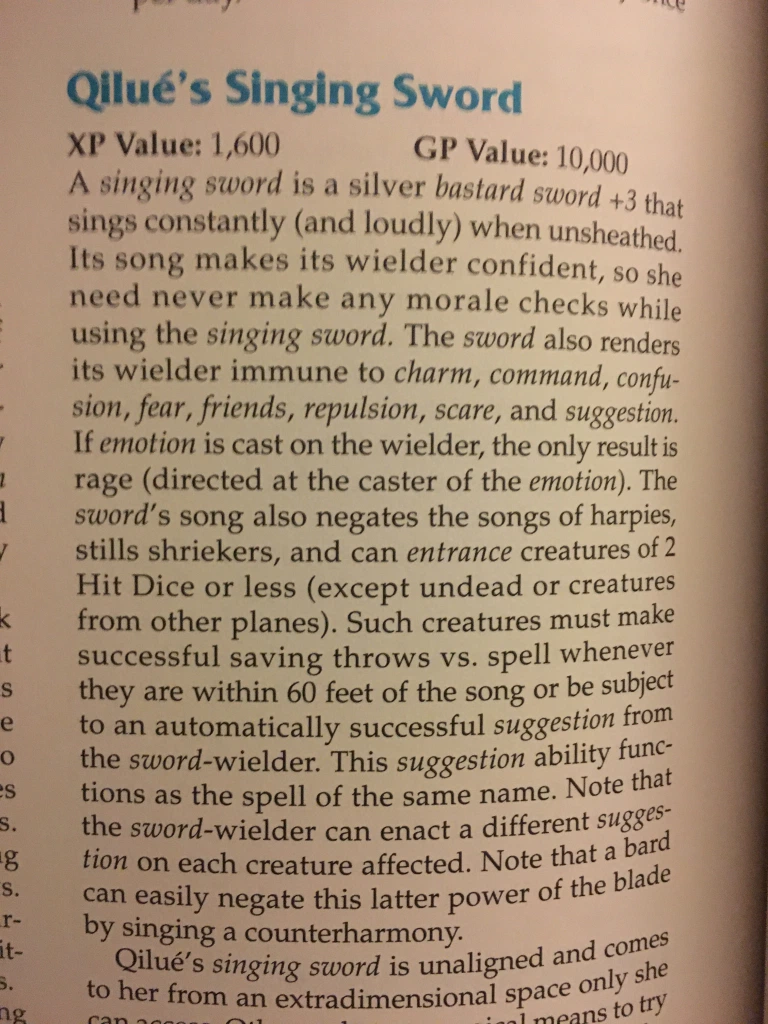 per day.
Qilué's Singing Sword
XP Value: 1,600 GP Value: 10,000
A singing sword is a silver bastard sword +3 that
sings constantly (and loudly) when unsheathed.
Its song makes its wielder confident, so she
need never make any morale checks while
using the singing sword. The sword also renders
its wielder immune to charm, command, confu-
sion, fear, friends, repulsion, scare, and suggestion.
If emotion is cast on the wielder, the only result is
rage (directed at the caster of the emotion). The
sword's song also negates the songs of harpies,
stills shriekers, and can entrance creatures of 2
Hit Dice or less (except undead or creatures
from other planes). Such creatures must make
successful saving throws vs. spell whenever
they are within 60 feet of the song or be subject
to an automatically successful suggestion from
the sword-wielder. This suggestion ability func-
tions as the spell of the same name. Note that
the sword-wielder can enact a different sugges-
tion on each creature affected. Note that a bard
can easily negate this latter power of the blade
by singing a counterharmony.
Qilué's singing sword is unaligned and comes
to her from an extradimensional space only she
can means to try